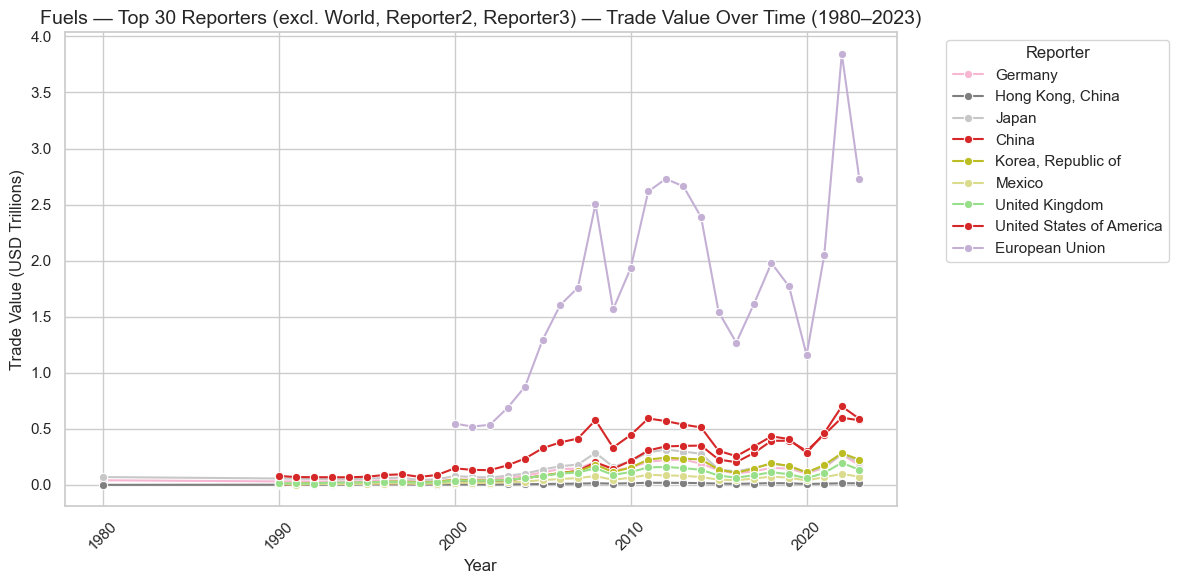 Fuels — Top 30 Reporters (excl. World, Reporter2, Reporter3) — Trade Value Over Time (1980–2023)
Trade Value (USD Trillions)
4.0
3.5
3.0
2.5
2.0
1.5
1.0
0.5
0.0
1980
1990
2000
2010
2020
Year
Reporter
Germany
Hong Kong, China
Japan
China
Korea, Republic of
Mexico
United Kingdom
United States of America
European Union